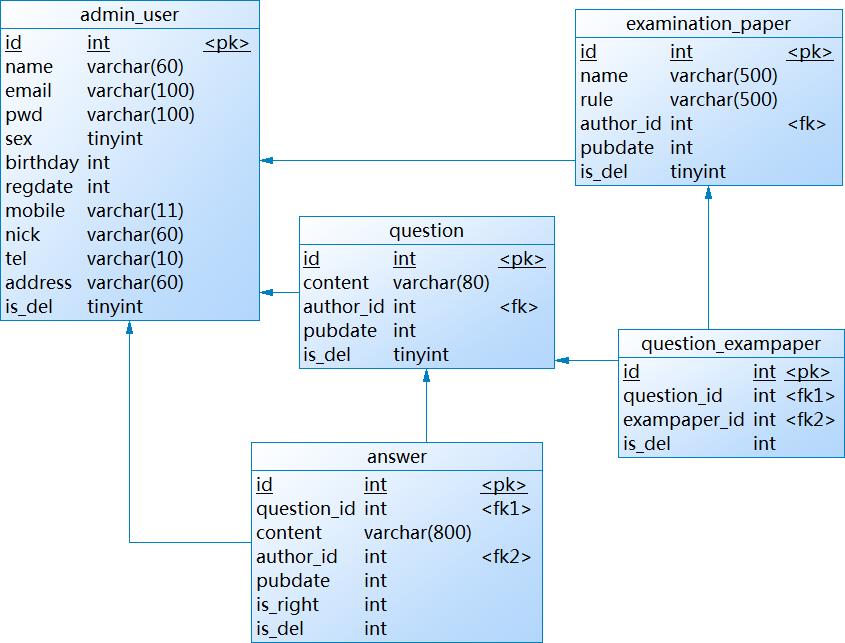 admin_user
id int <pk>
name varchar(60)
email varchar(100)
pwd varchar(100)
sex tinyint
birthday int
regdate int
mobile varchar(11)
nick varchar(60)
tel varchar(10)
address varchar(60)
is_del tinyint
examination_paper
id int <pk>
name varchar(500)
rule varchar(500)
author_id int <fk>
pubdate int
is_del tinyint
question
id int <pk>
content varchar(80)
author_id int <fk>
pubdate int
is_del tinyint
question_exampaper
id int <pk>
question_id int <fk1>
exampaper_id int <fk2>
is_del int
answer
id int <pk>
question_id int <fk1>
content varchar(800)
author_id int <fk2>
pubdate int
is_right int
is_del int